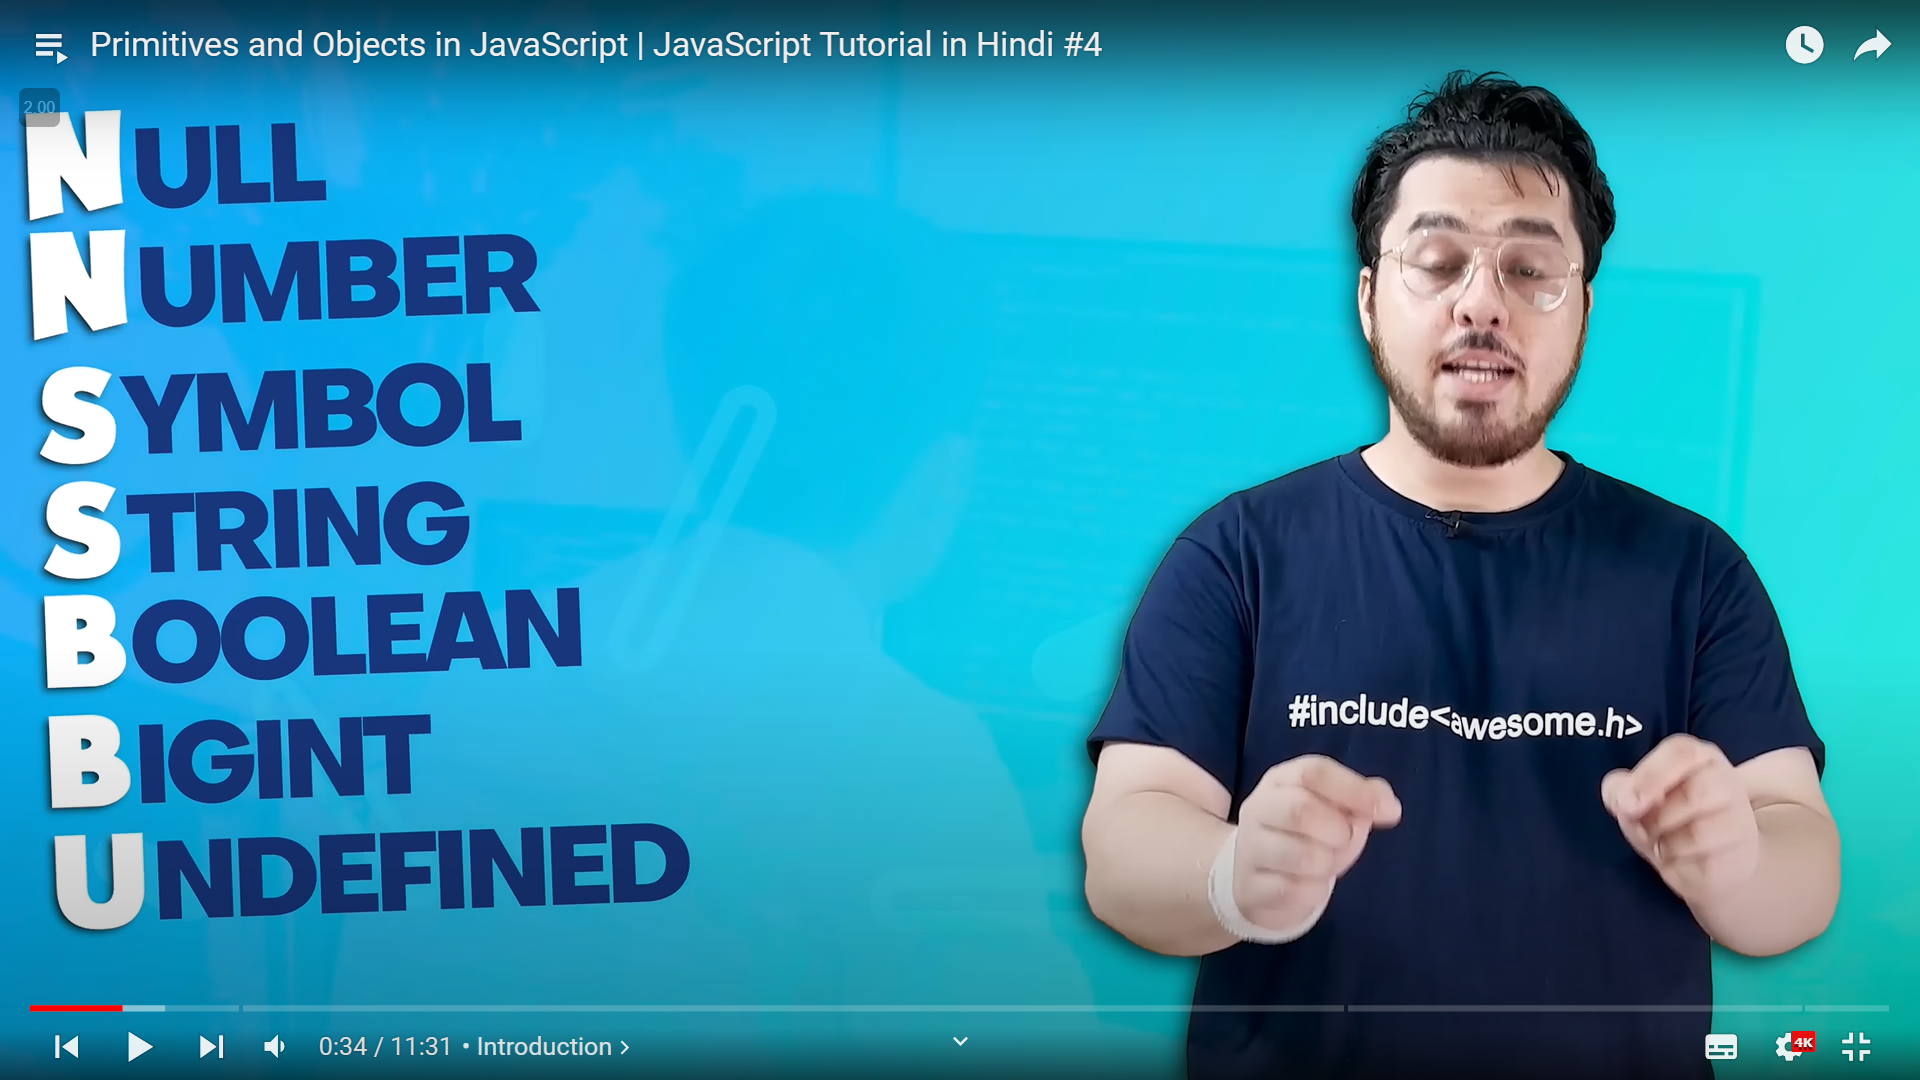 Primitives and Objects in JavaScript | JavaScript Tutorial in Hindi #4
2.00
NULL
NUMBER
SYMBOL
STRING
BOOLEAN
BIGINT
UNDEFINED
#include<awesome.h>
0:34 / 11:31 • Introduction >
4K